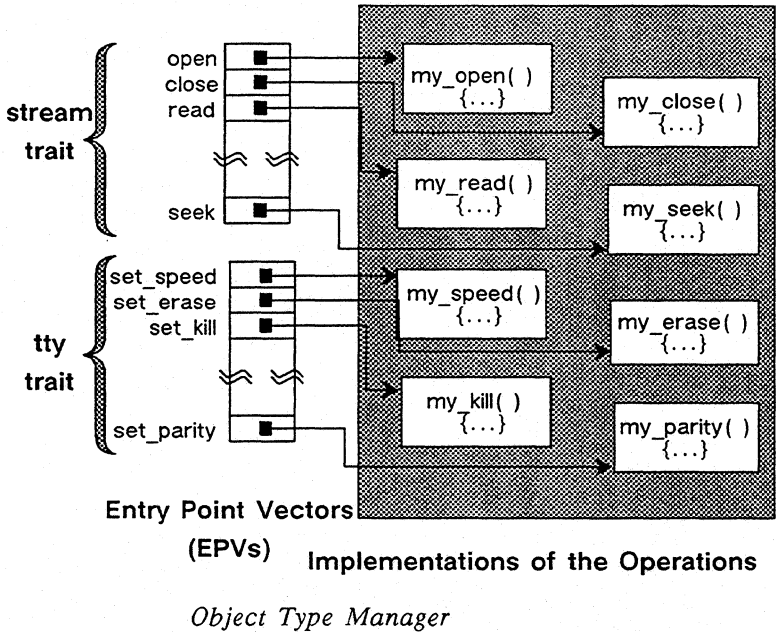 stream
trait
open
close
read
seek
my_open( )
{...}
my_close( )
{...}
my_read( )
{...}
my_seek( )
{...}
tty
trait
set_speed
set_erase
set_kill
set_parity
my_speed( )
{...}
my_erase( )
{...}
my_kill( )
{...}
my_parity( )
{...}
Entry Point Vectors
(EPVs)
Implementations of the Operations
Object Type Manager